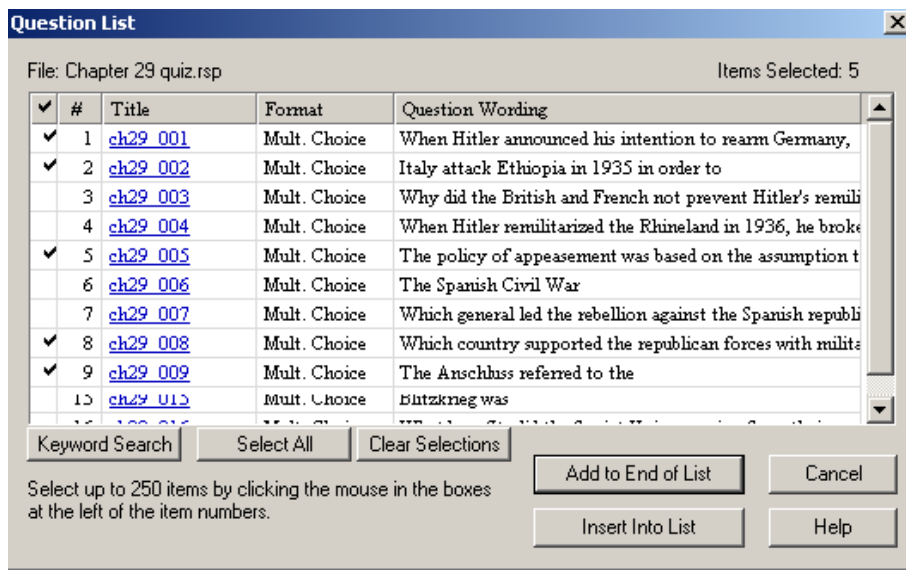 Question List
File: Chapter 29 quiz.rsp Items Selected: 5
# Title Format Question Wording
1 ch29_001 Mult. Choice When Hitler announced his intention to rearm Germany,
2 ch29_002 Mult. Choice Italy attack Ethiopia in 1935 in order to
3 ch29_003 Mult. Choice Why did the British and French not prevent Hitler's remili
4 ch29_004 Mult. Choice When Hitler remilitarized the Rhineland in 1936, he broke
5 ch29_005 Mult. Choice The policy of appeasement was based on the assumption t
6 ch29_006 Mult. Choice The Spanish Civil War
7 ch29_007 Mult. Choice Which general led the rebellion against the Spanish republi
8 ch29_008 Mult. Choice Which country supported the republican forces with milita
9 ch29_009 Mult. Choice The Anschluss referred to the
15 ch29_015 Mult. Choice Blitzkrieg was
Keyword Search Select All Clear Selections
Select up to 250 items by clicking the mouse in the boxes
at the left of the item numbers.
Add to End of List Cancel
Insert Into List Help